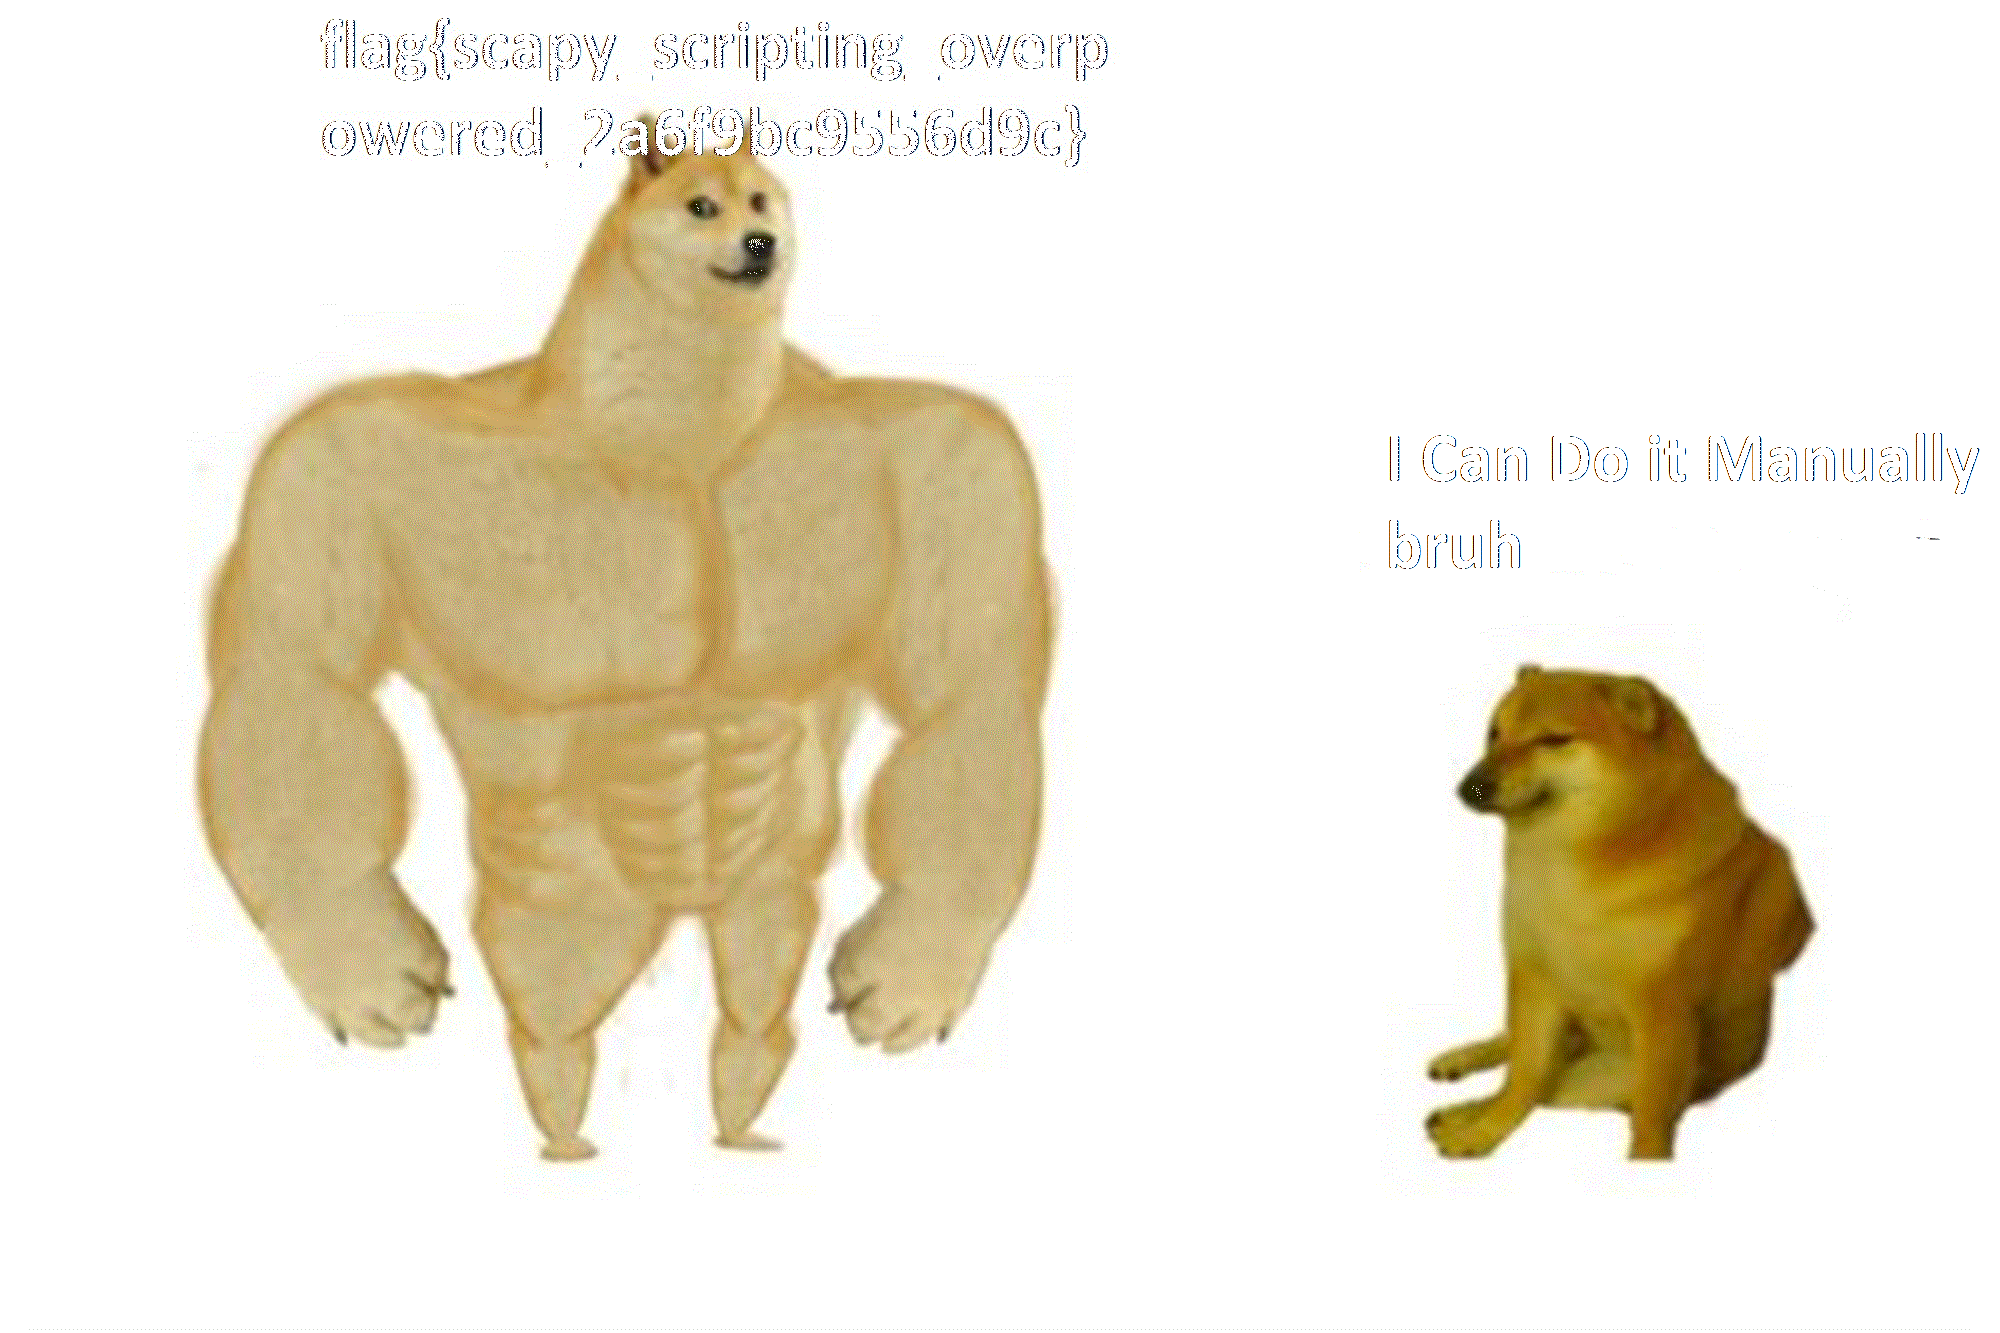 flag{scapy_scripting_overp
owered_2a6f9bc9556d9c}
I Can Do it Manually
bruh